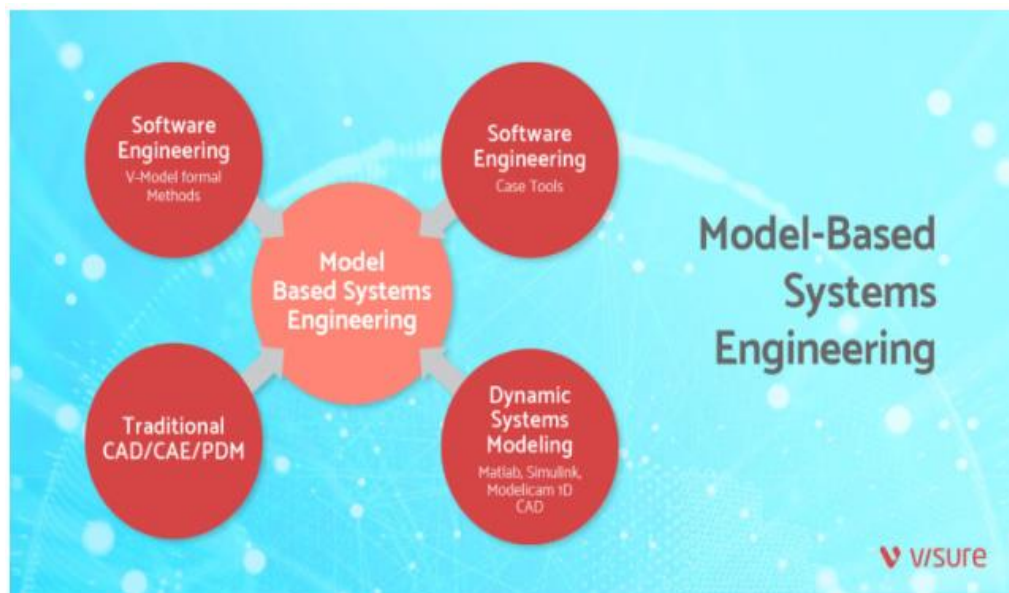 Software
Engineering
V-Model formal
Methods
Software
Engineering
Case Tools
Model
Based Systems
Engineering
Traditional
CAD/CAE/PDM
Dynamic
Systems
Modeling
Matlab, Simulink,
Modelicam 1D
CAD
Model-Based
Systems
Engineering
visure